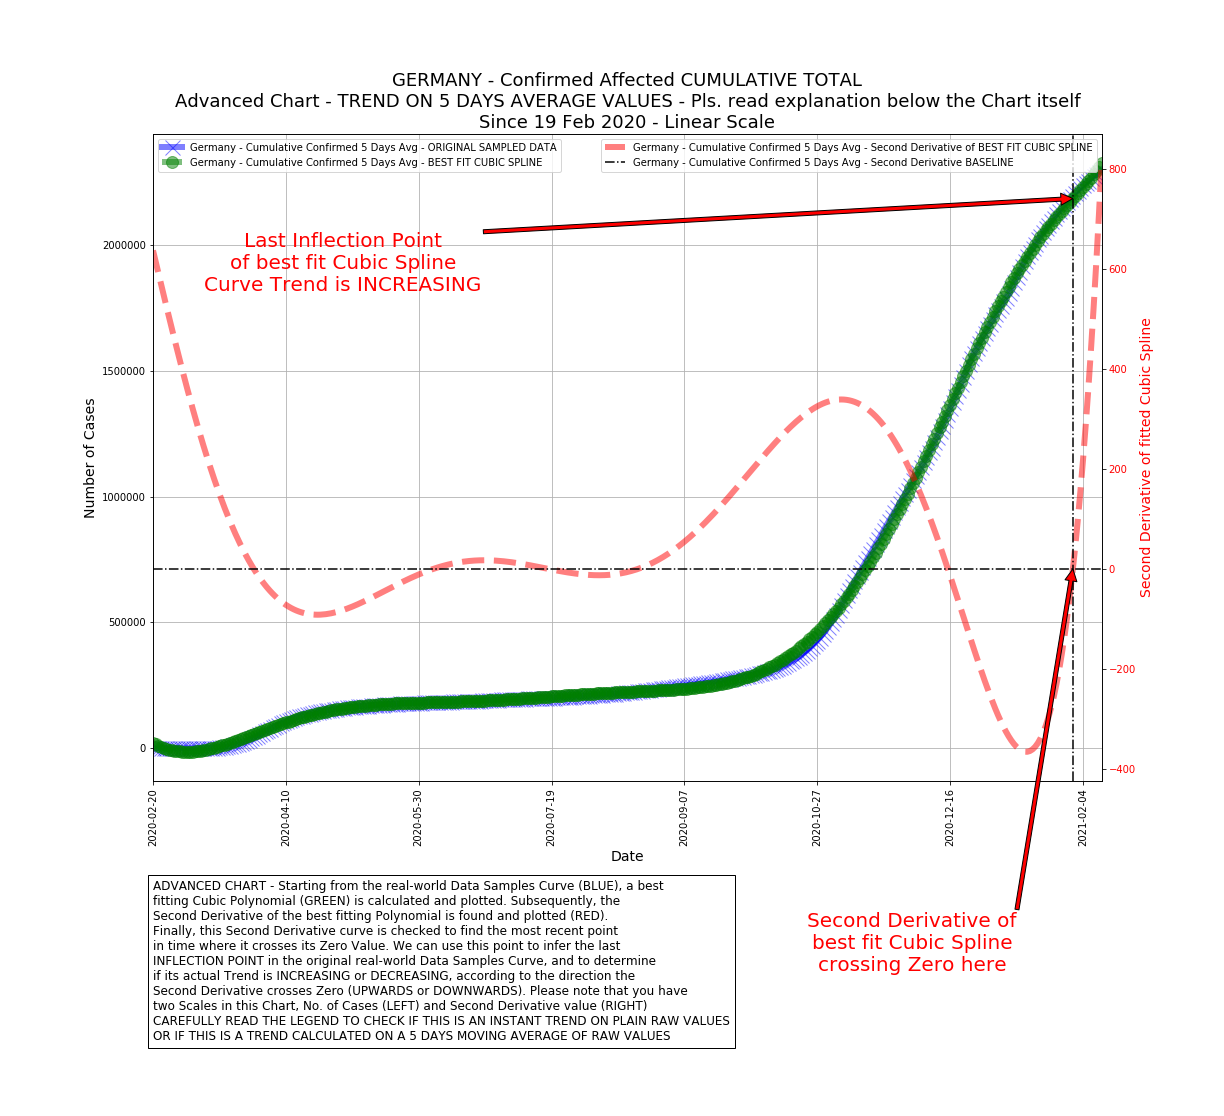 GERMANY - Confirmed Affected CUMULATIVE TOTAL
Advanced Chart - TREND ON 5 DAYS AVERAGE VALUES - Pls. read explanation below the Chart itself
Since 19 Feb 2020 - Linear Scale
Germany - Cumulative Confirmed 5 Days Avg - ORIGINAL SAMPLED DATA
Germany - Cumulative Confirmed 5 Days Avg - BEST FIT CUBIC SPLINE
Germany - Cumulative Confirmed 5 Days Avg - Second Derivative of BEST FIT CUBIC SPLINE
Germany - Cumulative Confirmed 5 Days Avg - Second Derivative BASELINE
Last Inflection Point
of best fit Cubic Spline
Curve Trend is INCREASING
Number of Cases
2000000
1500000
1000000
500000
0
800
600
400
200
0
−200
−400
Second Derivative of fitted Cubic Spline
2020-02-20
2020-04-10
2020-05-30
2020-07-19
2020-09-07
2020-10-27
2020-12-16
2021-02-04
Date
ADVANCED CHART - Starting from the real-world Data Samples Curve (BLUE), a best
fitting Cubic Polynomial (GREEN) is calculated and plotted. Subsequently, the
Second Derivative of the best fitting Polynomial is found and plotted (RED).
Finally, this Second Derivative curve is checked to find the most recent point
in time where it crosses its Zero Value. We can use this point to infer the last
INFLECTION POINT in the original real-world Data Samples Curve, and to determine
if its actual Trend is INCREASING or DECREASING, according to the direction the
Second Derivative crosses Zero (UPWARDS or DOWNWARDS). Please note that you have
two Scales in this Chart, No. of Cases (LEFT) and Second Derivative value (RIGHT)
CAREFULLY READ THE LEGEND TO CHECK IF THIS IS AN INSTANT TREND ON PLAIN RAW VALUES
OR IF THIS IS A TREND CALCULATED ON A 5 DAYS MOVING AVERAGE OF RAW VALUES
Second Derivative of
best fit Cubic Spline
crossing Zero here